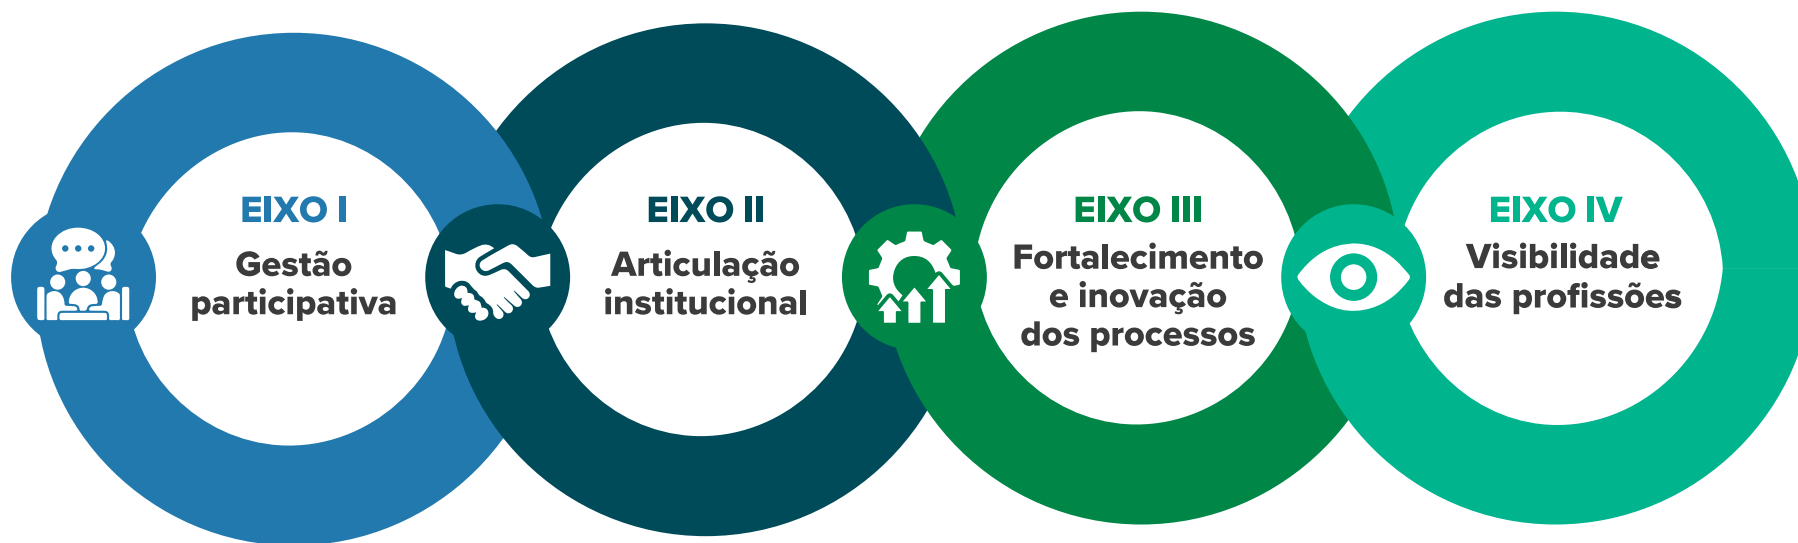 EIXO I
Gestão
participativa
EIXO II
Articulação
institucional
EIXO III
Fortalecimento
e inovação
dos processos
EIXO IV
Visibilidade
das profissões